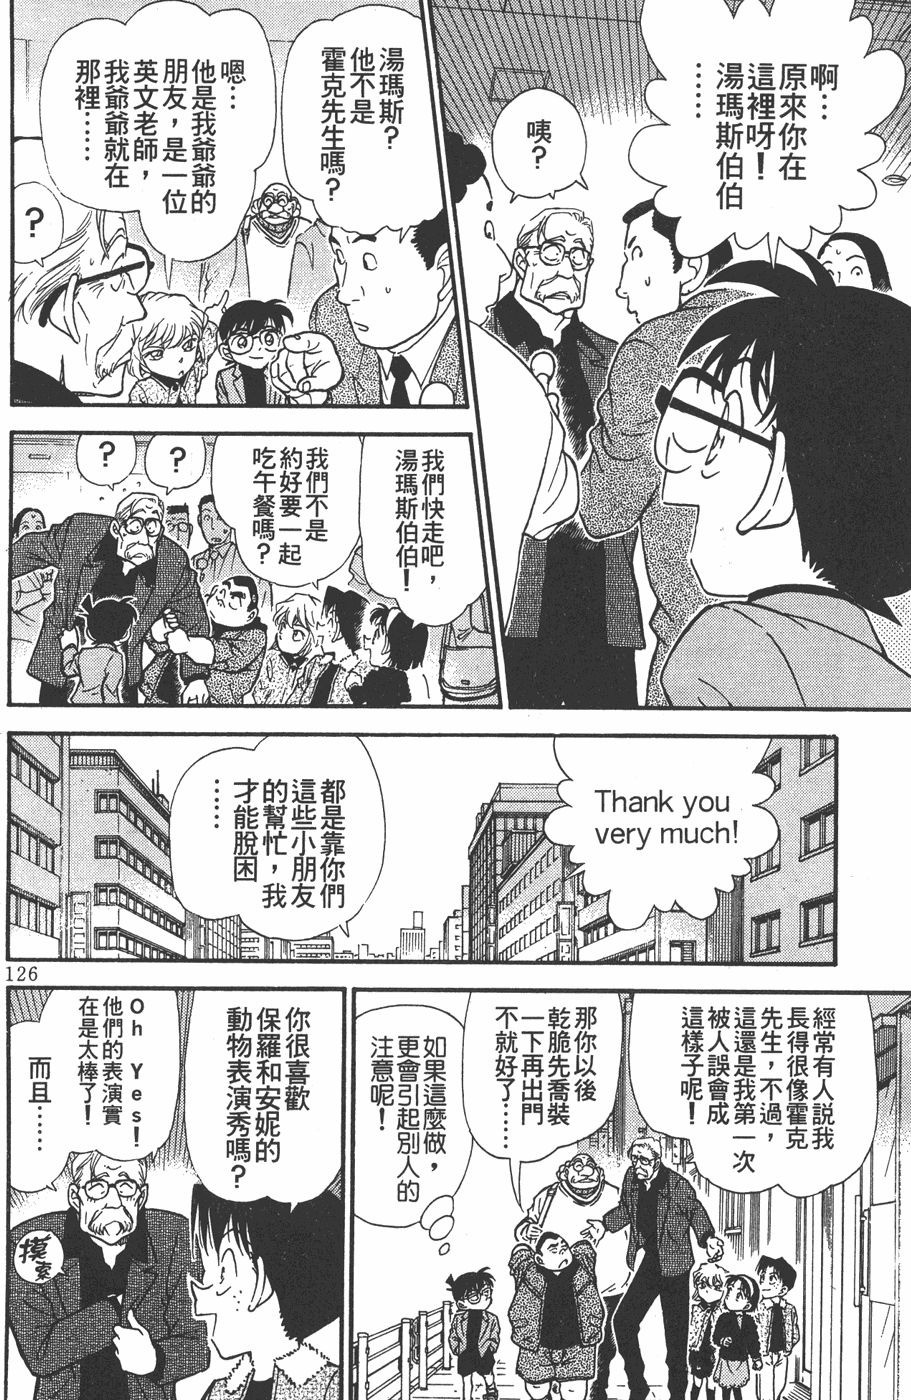 啊…
原來你在
這裡呀！
湯瑪斯伯伯
……
咦？
湯瑪斯？
他不是
霍克先生嗎？
嗯…
他是我爺爺的
朋友，是一位
英文老師，
我爺爺就在
那裡……
？
我們快走吧，
湯瑪斯伯伯！
我們不是
約好要一起
吃午餐嗎？
？
？
Thank you
very much!
都是靠你們
這些小朋友
的幫忙，我
才能脫困
……
126
經常有人說我
長得很像霍克
先生，不過，
這還是我第一次
被人誤會成
這樣子呢！
那你以後
乾脆先喬裝
一下再出門
不就好了……
如果這麼做，
更會引起別人的
注意呢！
你很喜歡
保羅和安妮的
動物表演秀嗎？
Oh Yes！
他們的表演實
在是太棒了！
而且……
摸索